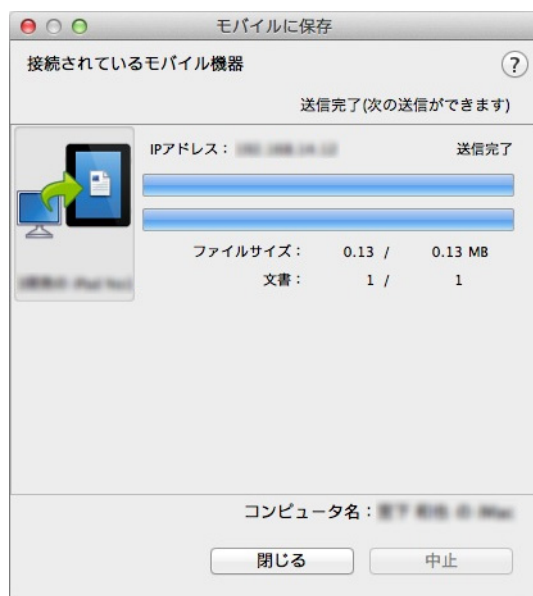 モバイルに保存
接続されているモバイル機器
?
送信完了(次の送信ができます)
IPアドレス： 送信完了
ファイルサイズ： 0.13 / 0.13 MB
文書： 1 / 1
コンピュータ名：
閉じる 中止